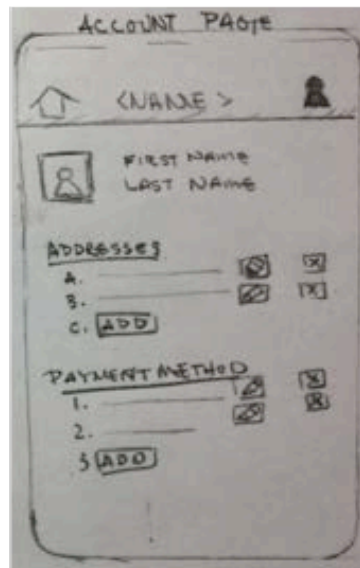 ACCOUNT PAGE
<NAME>
FIRST NAME
LAST NAME
ADDRESSES
A.
B.
C. ADD
PAYMENT METHOD
1.
2.
3 ADD